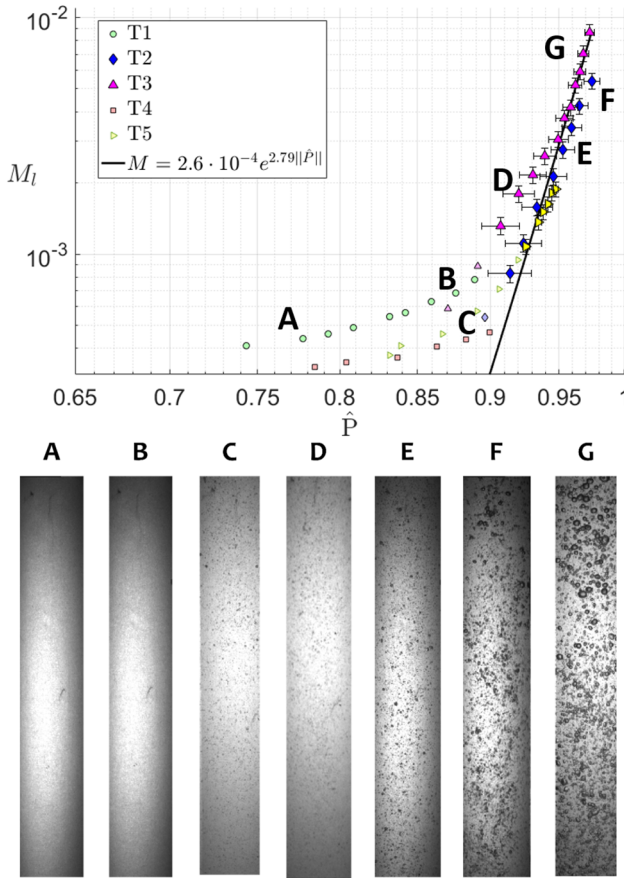 10^-2
T1
T2
T3
T4
T5
M = 2.6 · 10^-4 e^2.79||P̂||
G
F
E
D
M_l
10^-3
B
A
C
0.65
0.7
0.75
0.8
0.85
0.9
0.95
1
P̂
A
B
C
D
E
F
G